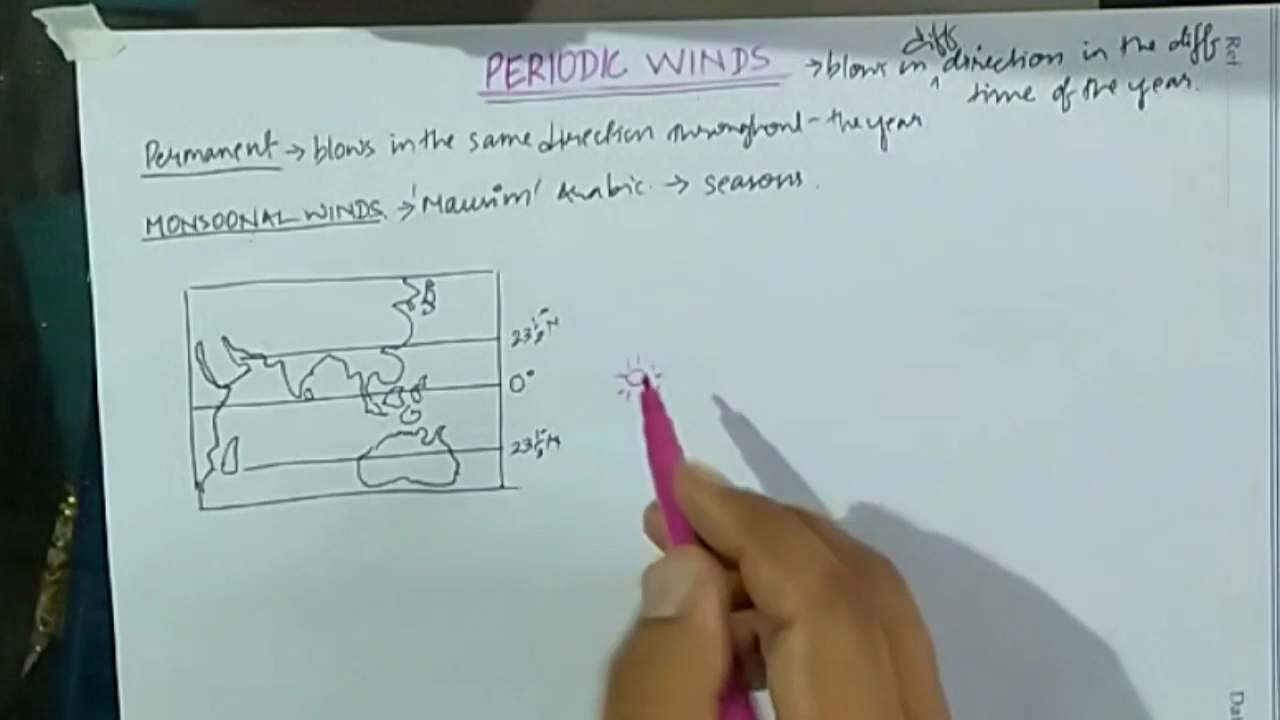 PERIODIC WINDS → blows in diff direction in the diff
time of the year.
Permanent → blows in the same direction throughout the year
MONSOONAL WINDS → 'Mausim' Arabic → seasons.
23½°N
0°
23½°